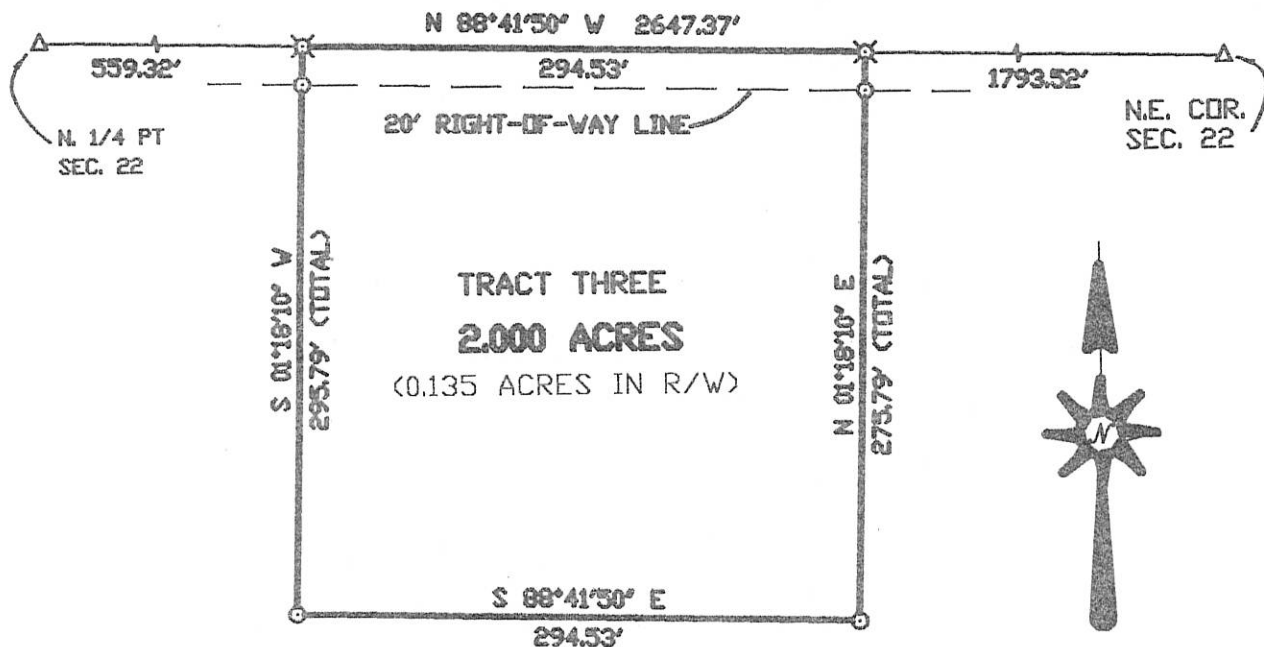 N 88°41'50" W 2647.37'
559.32'
294.53'
1793.52'
20' RIGHT-OF-WAY LINE
N. 1/4 PT
SEC. 22
N.E. COR.
SEC. 22
S 01°18'10" W
295.79' (TOTAL)
TRACT THREE
2.000 ACRES
(0.135 ACRES IN R/W)
N 01°18'10" E
275.79' (TOTAL)
N
S 88°41'50" E
294.53'